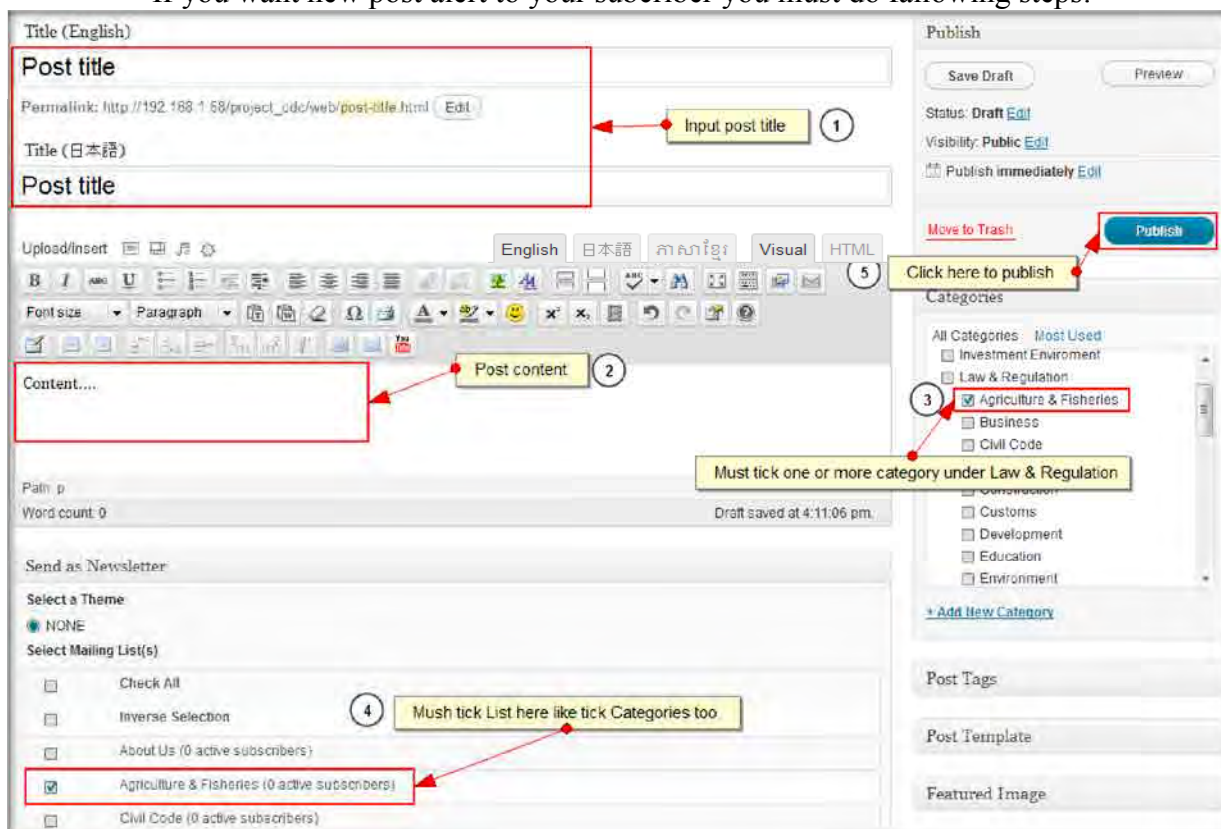 If you want new post alert to your subcriber you must do fallowing steps:
Title (English)
Post title
Permalink: http://192.168.1.68/project_cdc/web/post-title.html Edit
Input post title 1
Title (日本語)
Post title
Upload/Insert
English 日本語 ភាសាខ្មែរ Visual HTML
B I ABC U
Font size Paragraph
Content....
Post content 2
Path: p
Word count: 0 Draft saved at 4:11:06 pm.
Send as Newsletter
Select a Theme
NONE
Select Mailing List(s)
Check All
Inverse Selection
4 Mush tick List here like tick Categories too
About Us (0 active subscribers)
Agriculture & Fisheries (0 active subscribers)
Civil Code (0 active subscribers)
Publish
Save Draft Preview
Status: Draft Edit
Visibility: Public Edit
Publish immediately Edit
Move to Trash Publish
5 Click here to publish
Categories
All Categories Most Used
Investment Enviroment
Law & Regulation
3 Agriculture & Fisheries
Business
Civil Code
Must tick one or more category under Law & Regulation
Construction
Customs
Development
Education
Environment
+ Add New Category
Post Tags
Post Template
Featured Image